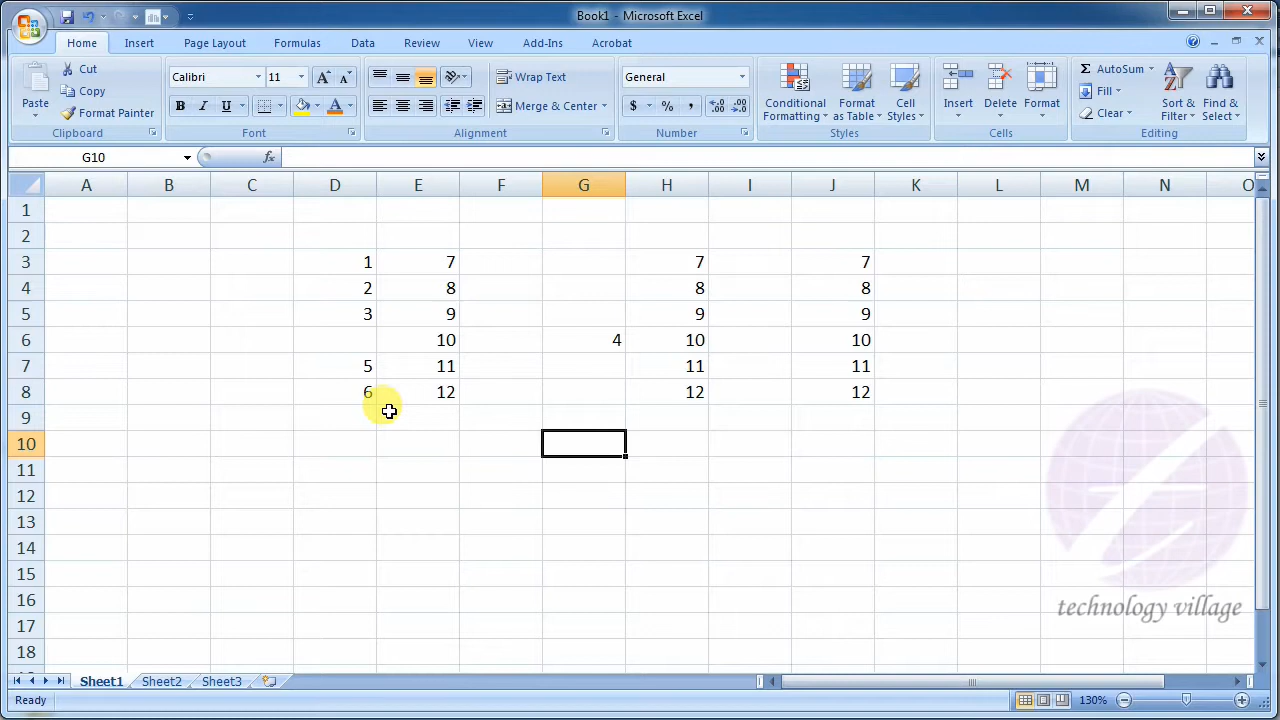 Book1 - Microsoft Excel
Home Insert Page Layout Formulas Data Review View Add-Ins Acrobat
Paste
Cut
Copy
Format Painter
Clipboard
Calibri 11
B I U
Font
Wrap Text
Merge & Center
Alignment
General
$ % ,
Number
Conditional Formatting
Format as Table
Cell Styles
Styles
Insert
Delete
Format
Cells
Σ AutoSum
Fill
Clear
Sort & Filter
Find & Select
Editing
G10 fx
A B C D E F G H I J K L M N O
1
2
3 1 7 7 7
4 2 8 8 8
5 3 9 9 9
6 10 4 10 10
7 5 11 11 11
8 6 12 12 12
9
10
11
12
13
14
15
16
17
18
technology village
Sheet1 Sheet2 Sheet3
Ready 130%